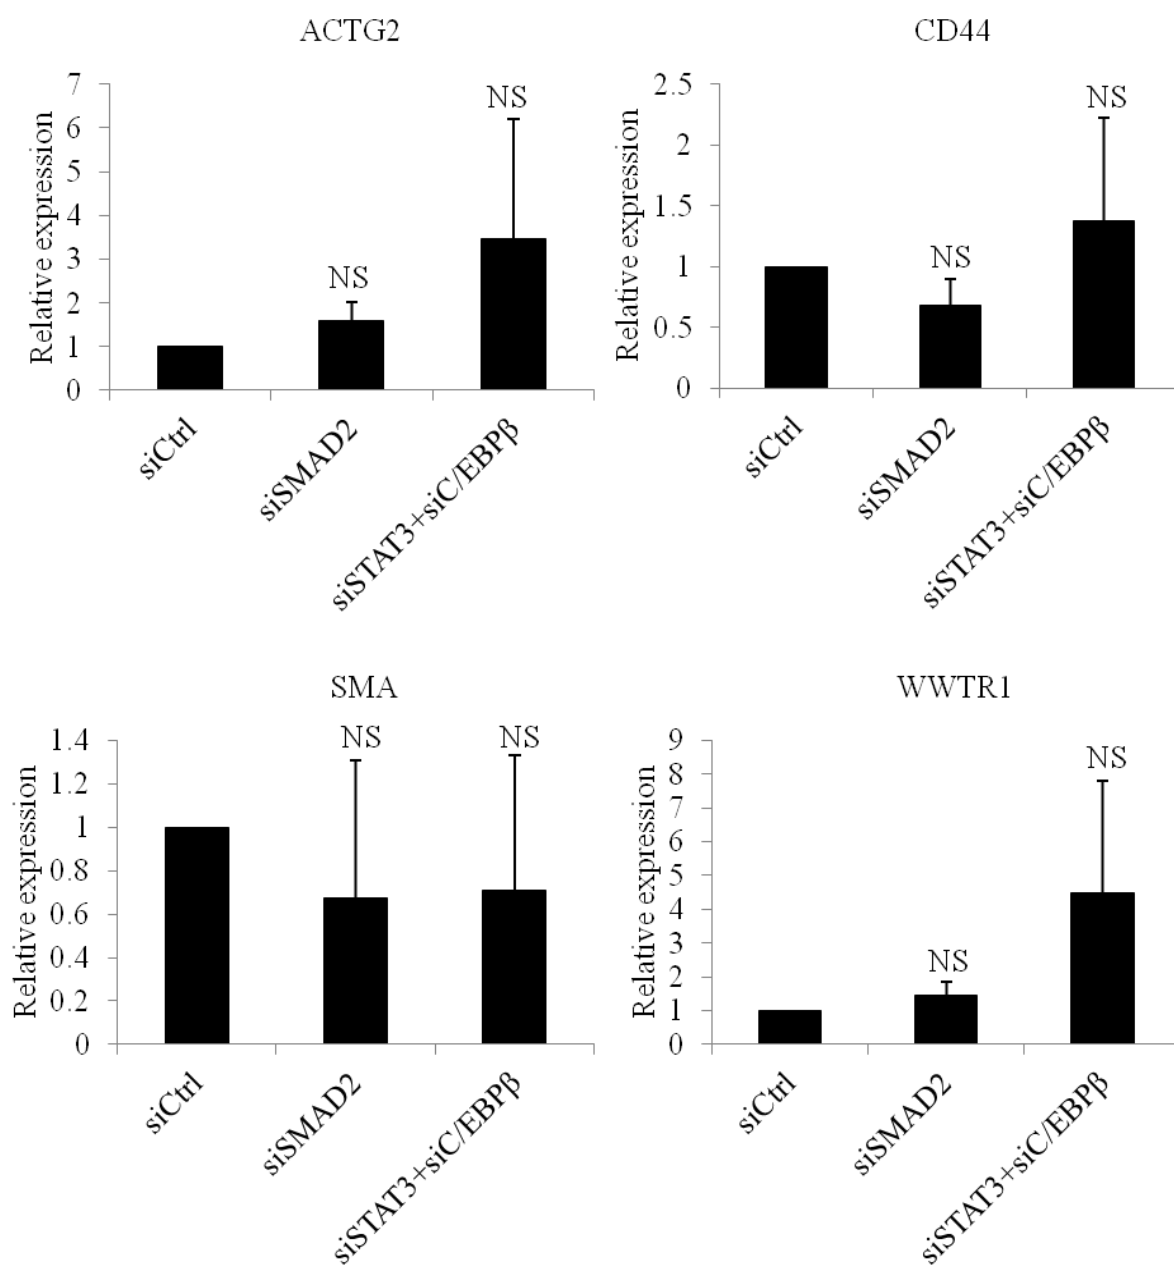 ACTG2
Relative expression
7
6
5
4
3
2
1
0
NS
NS
siCtrl
siSMAD2
siSTAT3+siC/EBPβ
CD44
Relative expression
2.5
2
1.5
1
0.5
0
NS
NS
siCtrl
siSMAD2
siSTAT3+siC/EBPβ
SMA
Relative expression
1.4
1.2
1
0.8
0.6
0.4
0.2
0
NS
NS
siCtrl
siSMAD2
siSTAT3+siC/EBPβ
WWTR1
Relative expression
9
8
7
6
5
4
3
2
1
0
NS
NS
siCtrl
siSMAD2
siSTAT3+siC/EBPβ